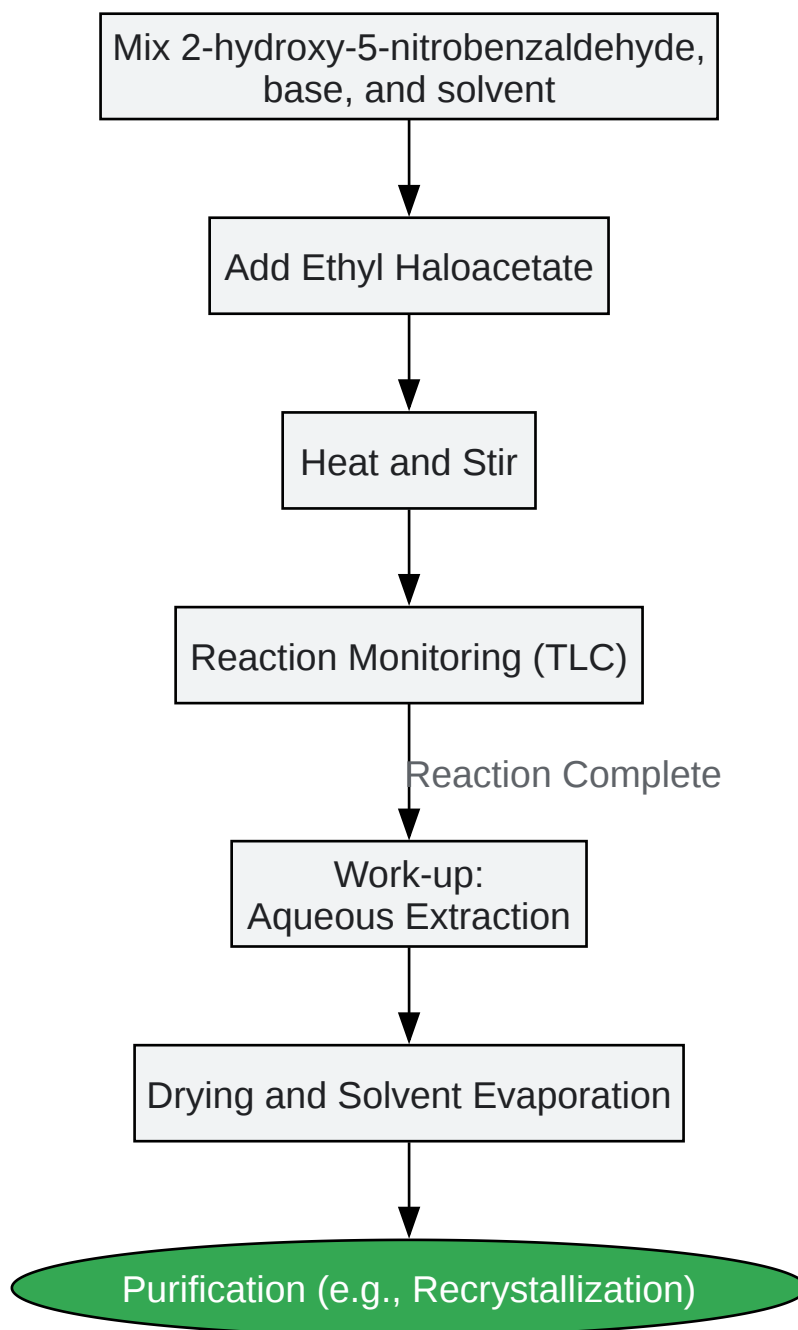 Mix 2-hydroxy-5-nitrobenzaldehyde,
base, and solvent
Add Ethyl Haloacetate
Heat and Stir
Reaction Monitoring (TLC)
Reaction Complete
Work-up:
Aqueous Extraction
Drying and Solvent Evaporation
Purification (e.g., Recrystallization)